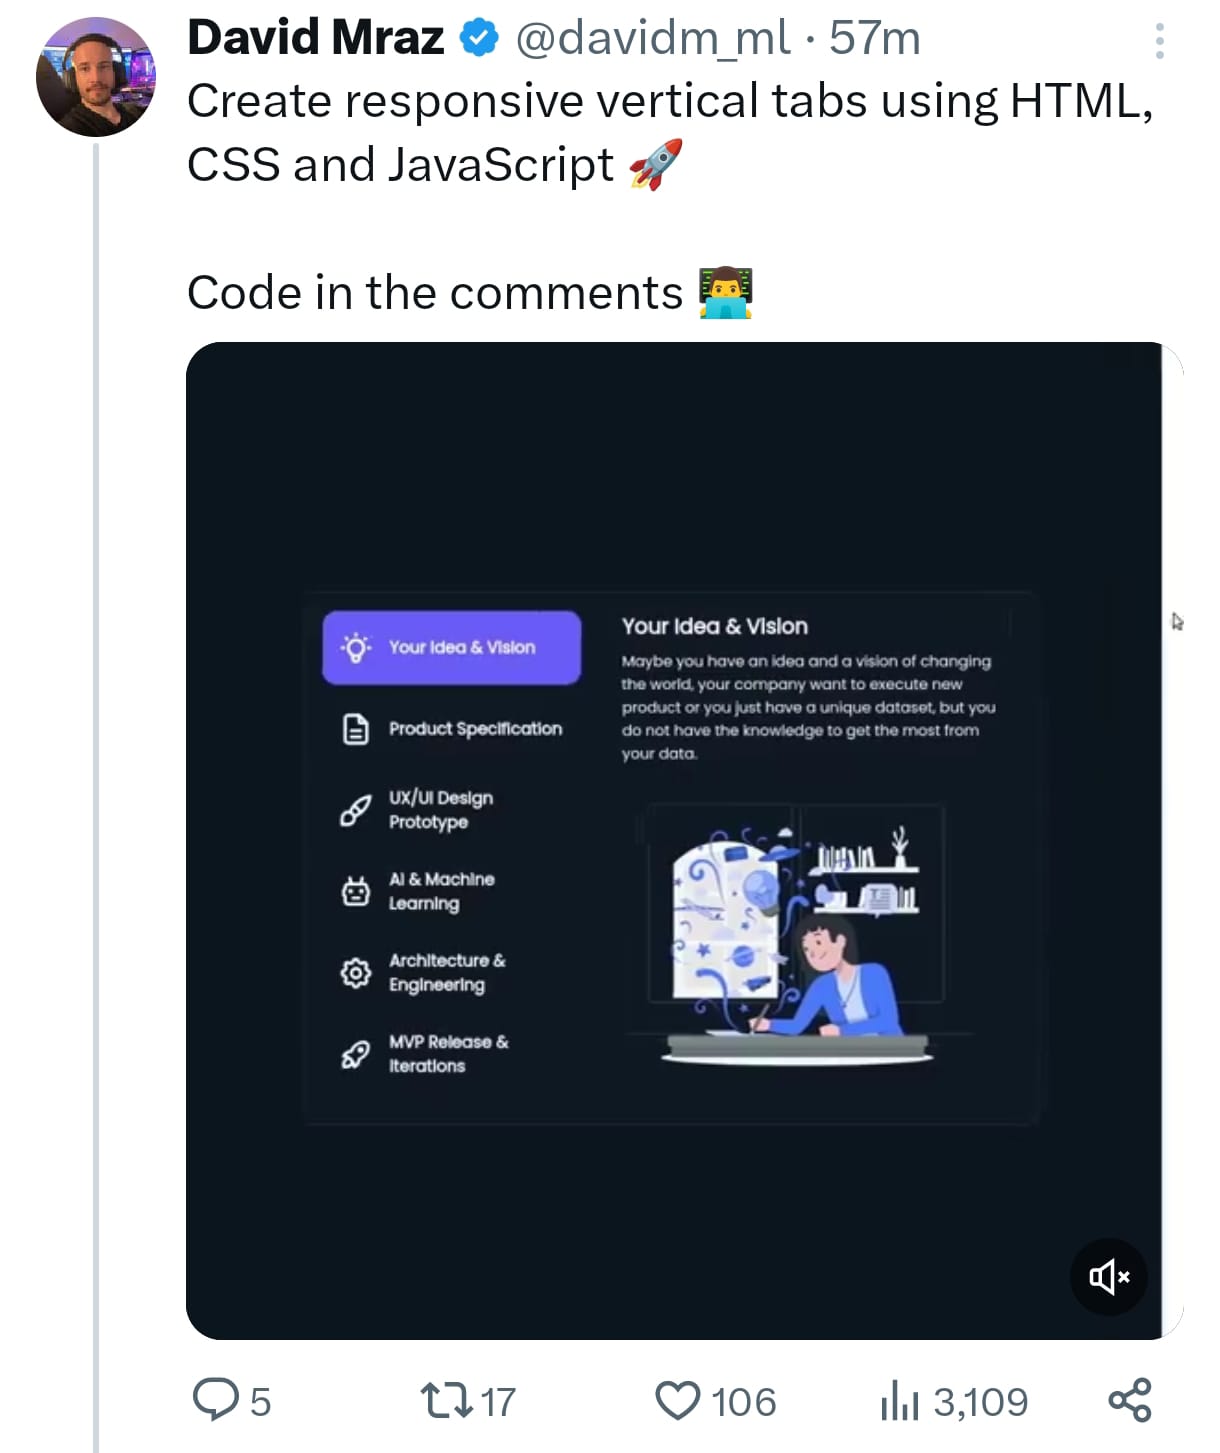 David Mraz @davidm_ml · 57m
Create responsive vertical tabs using HTML,
CSS and JavaScript 🚀
Code in the comments 👨‍💻
Your Idea & Vision
Product Specification
UX/UI Design
Prototype
AI & Machine
Learning
Architecture &
Engineering
MVP Release &
Iterations
Your Idea & Vision
Maybe you have an idea and a vision of changing
the world, your company want to execute new
product or you just have a unique dataset, but you
do not have the knowledge to get the most from
your data.
5 17 106 3,109